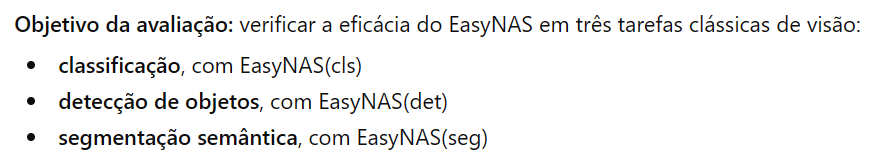 Objetivo da avaliação: verificar a eficácia do EasyNAS em três tarefas clássicas de visão:
• classificação, com EasyNAS(cls)
• detecção de objetos, com EasyNAS(det)
• segmentação semântica, com EasyNAS(seg)